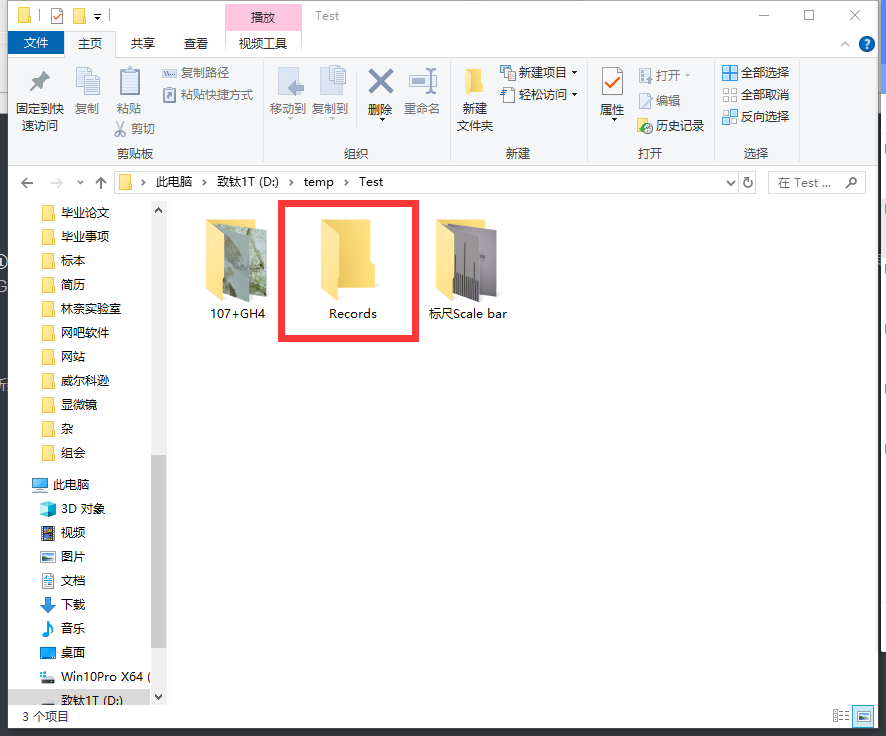 播放
Test
文件
主页
共享
查看
视频工具
固定到快
速访问
复制
粘贴
复制路径
粘贴快捷方式
剪切
移动到
复制到
删除
重命名
新建
文件夹
新建项目
轻松访问
属性
打开
编辑
历史记录
全部选择
全部取消
反向选择
剪贴板
组织
新建
打开
选择
此电脑
致钛1T (D:)
temp
Test
在 Test ...
毕业论文
毕业事项
标本
简历
林奈实验室
网吧软件
网站
威尔科逊
显微镜
杂
组会
此电脑
3D 对象
视频
图片
文档
下载
音乐
桌面
Win10Pro X64 (
致钛1T (D:)
107+GH4
Records
标尺Scale bar
3 个项目